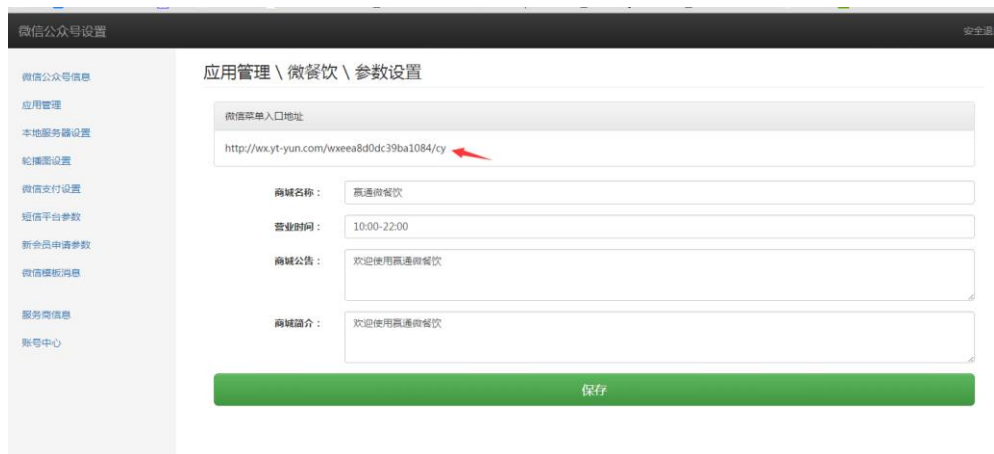 微信公众号设置
安全退
微信公众号信息
应用管理
本地服务器设置
轮播图设置
微信支付设置
短信平台参数
新会员申请参数
微信模板消息
服务商信息
账号中心
应用管理 \ 微餐饮 \ 参数设置
微信菜单入口地址
http://wx.yt-yun.com/wxeea8d0dc39ba1084/cy
商城名称：
赢通微餐饮
营业时间：
10:00-22:00
商城公告：
欢迎使用赢通微餐饮
商城简介：
欢迎使用赢通微餐饮
保存